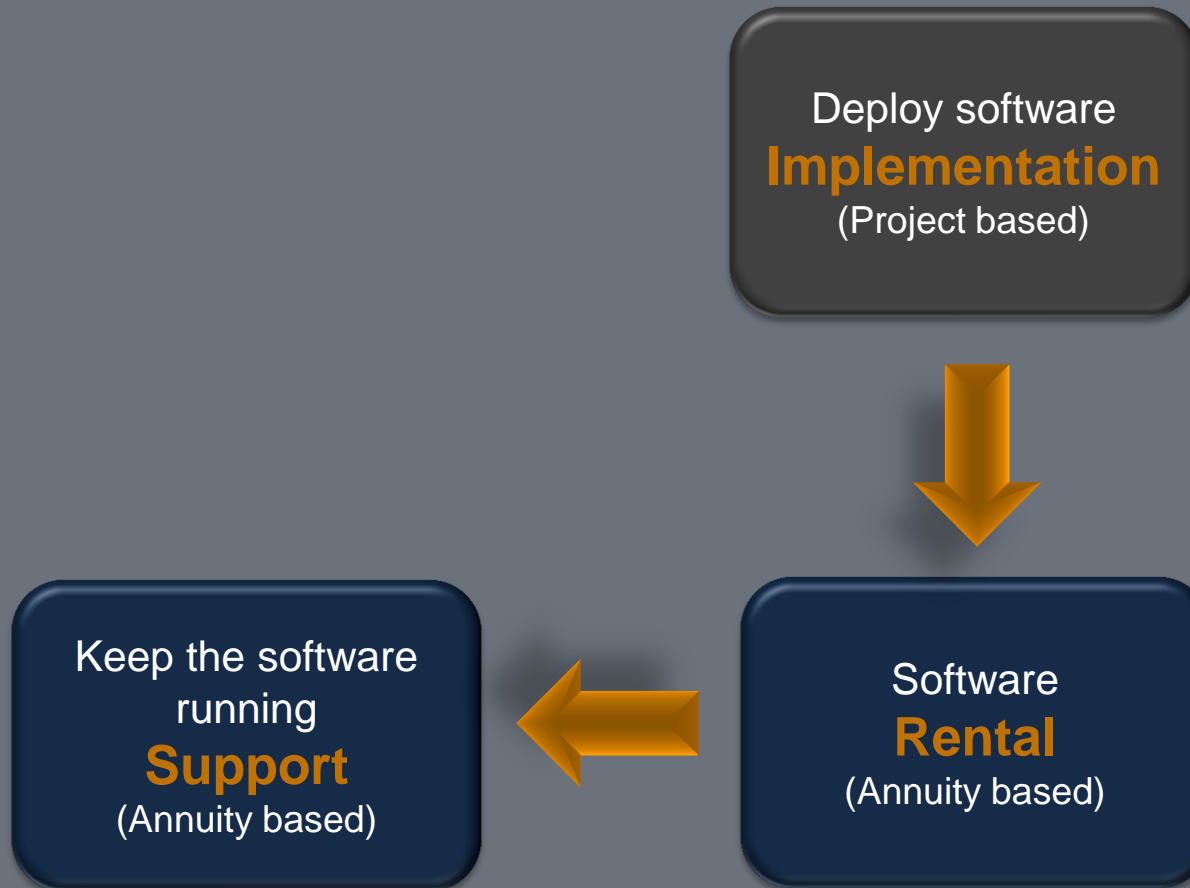 Deploy software
Implementation
(Project based)
Keep the software
running
Support
(Annuity based)
Software
Rental
(Annuity based)